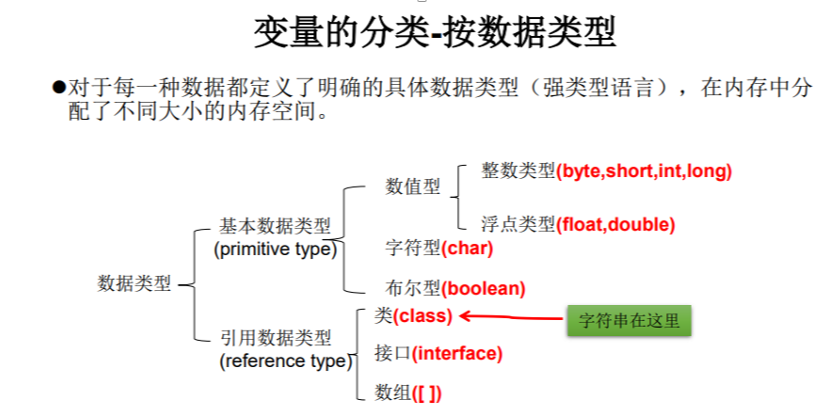 变量的分类-按数据类型
●对于每一种数据都定义了明确的具体数据类型（强类型语言），在内存中分
配了不同大小的内存空间。
整数类型(byte,short,int,long)
数值型
浮点类型(float,double)
基本数据类型
(primitive type)
字符型(char)
数据类型
布尔型(boolean)
类(class)
字符串在这里
引用数据类型
(reference type)
接口(interface)
数组([ ])